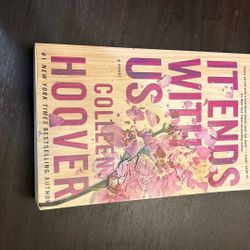 IT ENDS
WITH
US
A NOVEL
COLLEEN
HOOVER
#1 NEW YORK TIMES BESTSELLING AUTHOR